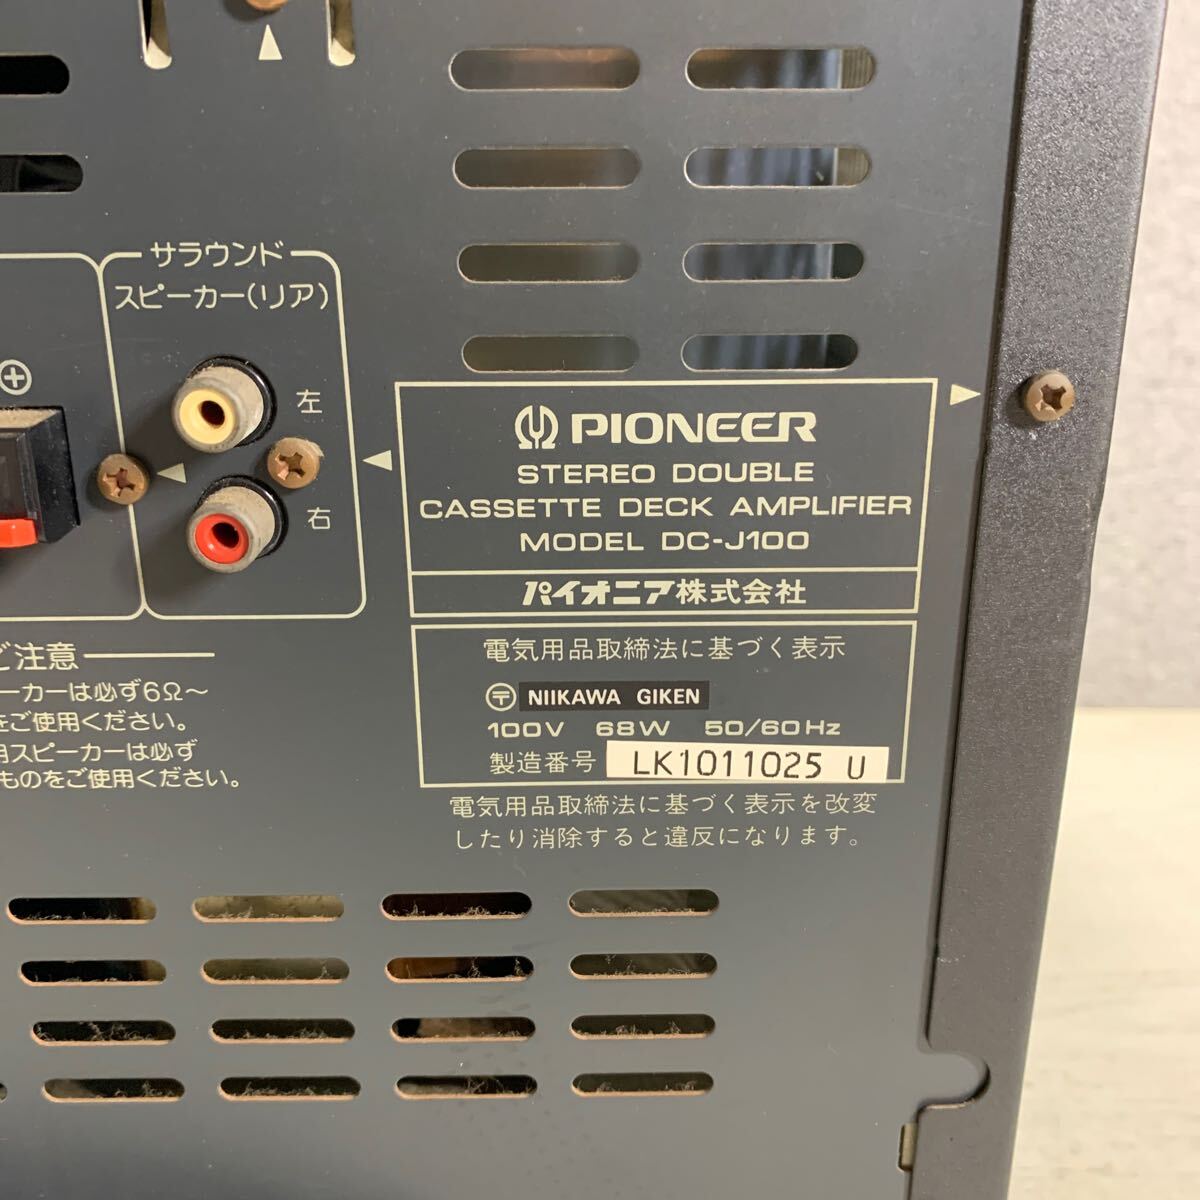 サラウンド
スピーカー(リア)
左
右
PIONEER
STEREO DOUBLE
CASSETTE DECK AMPLIFIER
MODEL DC-J100
パイオニア株式会社
電気用品取締法に基づく表示
〒 NIIKAWA GIKEN
100V 68W 50/60Hz
製造番号 LK1011025 U
電気用品取締法に基づく表示を改変
したり消除すると違反になります。
ご注意
ーカーは必ず6Ω〜
をご使用ください。
用スピーカーは必ず
ものをご使用ください。